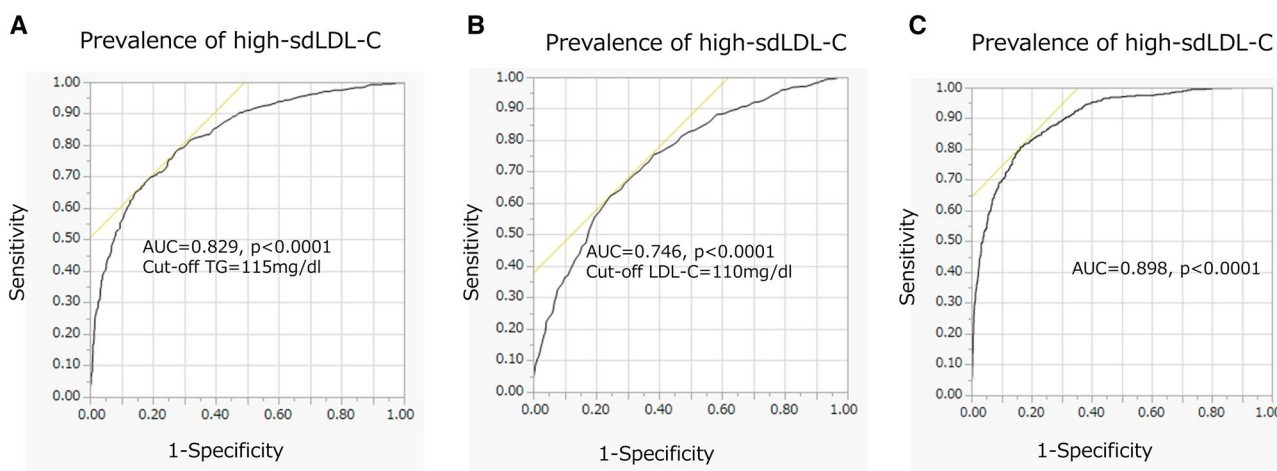 A
Prevalence of high-sdLDL-C
1.00
0.90
0.80
0.70
0.60
0.50
0.40
0.30
0.20
0.10
0.00
Sensitivity
AUC=0.829, p<0.0001
Cut-off TG=115mg/dl
0.00 0.20 0.40 0.60 0.80 1.00
1-Specificity
B
Prevalence of high-sdLDL-C
1.00
0.90
0.80
0.70
0.60
0.50
0.40
0.30
0.20
0.10
0.00
Sensitivity
AUC=0.746, p<0.0001
Cut-off LDL-C=110mg/dl
0.00 0.20 0.40 0.60 0.80 1.00
1-Specificity
C
Prevalence of high-sdLDL-C
1.00
0.90
0.80
0.70
0.60
0.50
0.40
0.30
0.20
0.10
0.00
Sensitivity
AUC=0.898, p<0.0001
0.00 0.20 0.40 0.60 0.80 1.00
1-Specificity